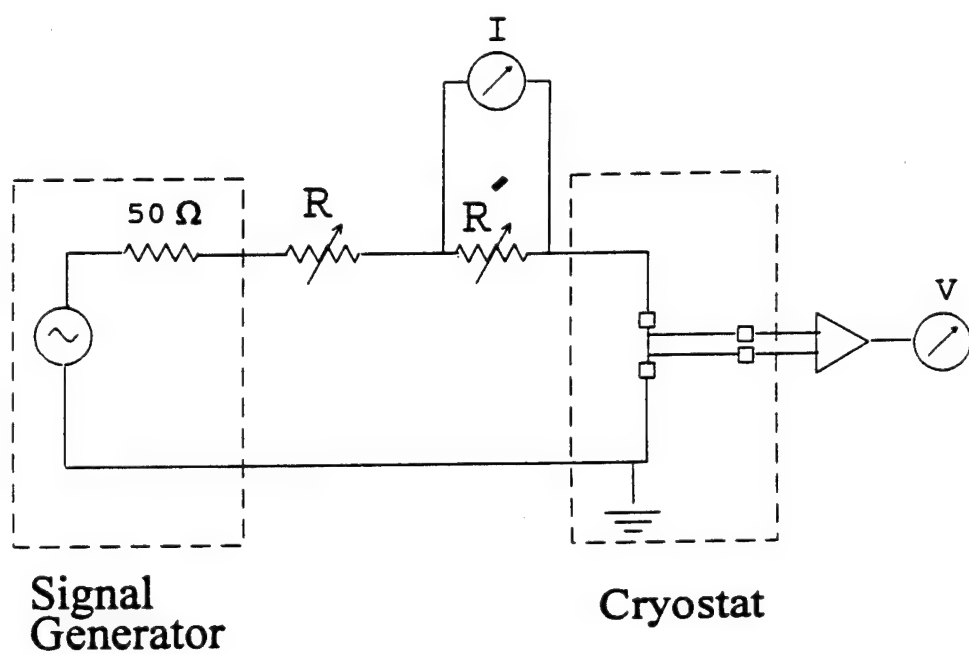 I
50 Ω
R
R'
V
Signal
Generator
Cryostat